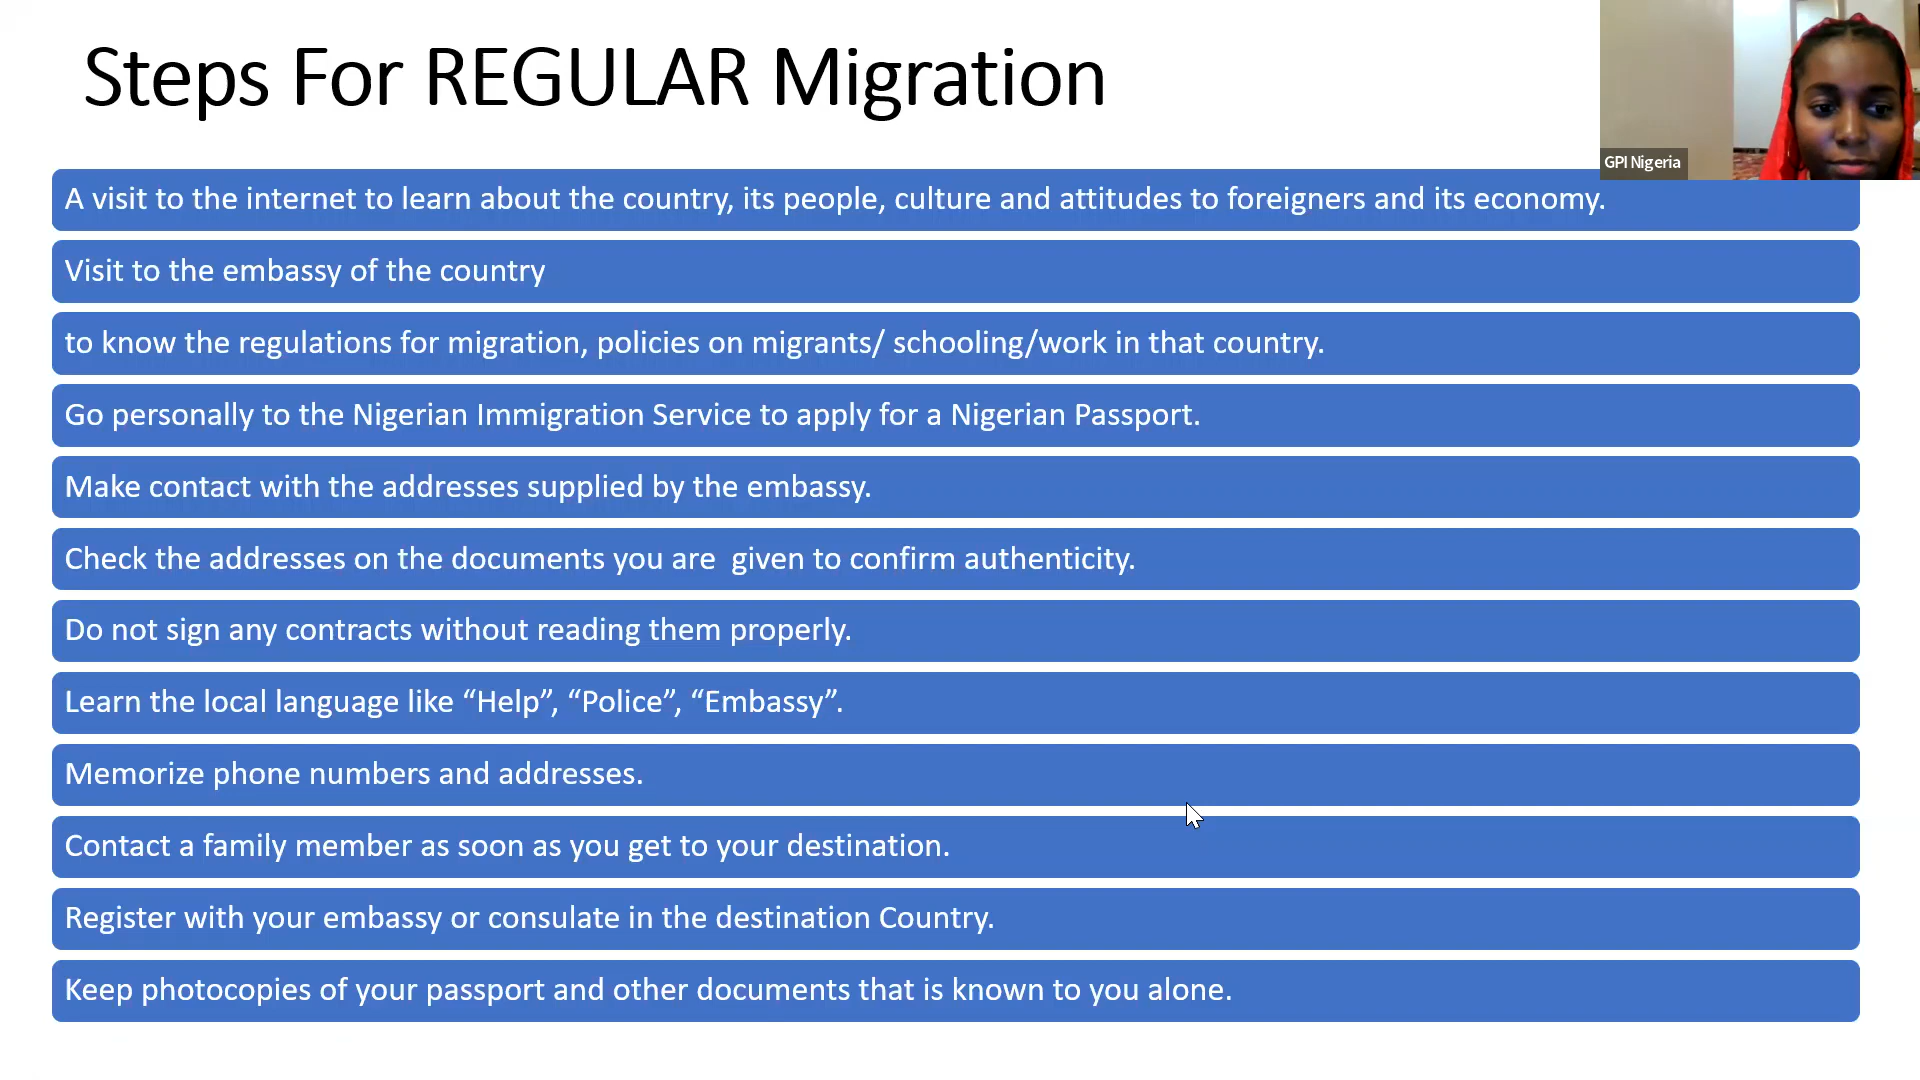 Steps For REGULAR Migration
GPI Nigeria
A visit to the internet to learn about the country, its people, culture and attitudes to foreigners and its economy.
Visit to the embassy of the country
to know the regulations for migration, policies on migrants/ schooling/work in that country.
Go personally to the Nigerian Immigration Service to apply for a Nigerian Passport.
Make contact with the addresses supplied by the embassy.
Check the addresses on the documents you are  given to confirm authenticity.
Do not sign any contracts without reading them properly.
Learn the local language like “Help”, “Police”, “Embassy”.
Memorize phone numbers and addresses.
Contact a family member as soon as you get to your destination.
Register with your embassy or consulate in the destination Country.
Keep photocopies of your passport and other documents that is known to you alone.